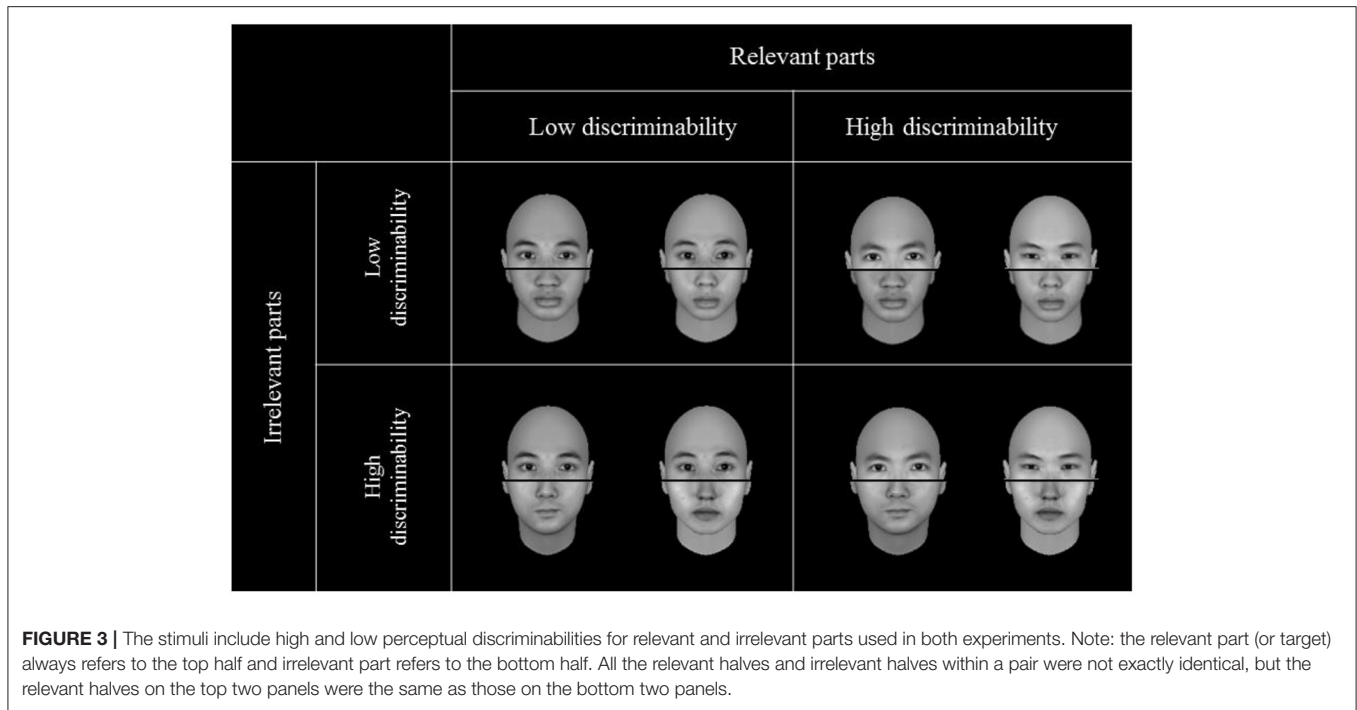 Relevant parts
Low discriminability
High discriminability
Irrelevant parts
Low
discriminability
High
discriminability
FIGURE 3 | The stimuli include high and low perceptual discriminabilities for relevant and irrelevant parts used in both experiments. Note: the relevant part (or target)
always refers to the top half and irrelevant part refers to the bottom half. All the relevant halves and irrelevant halves within a pair were not exactly identical, but the
relevant halves on the top two panels were the same as those on the bottom two panels.